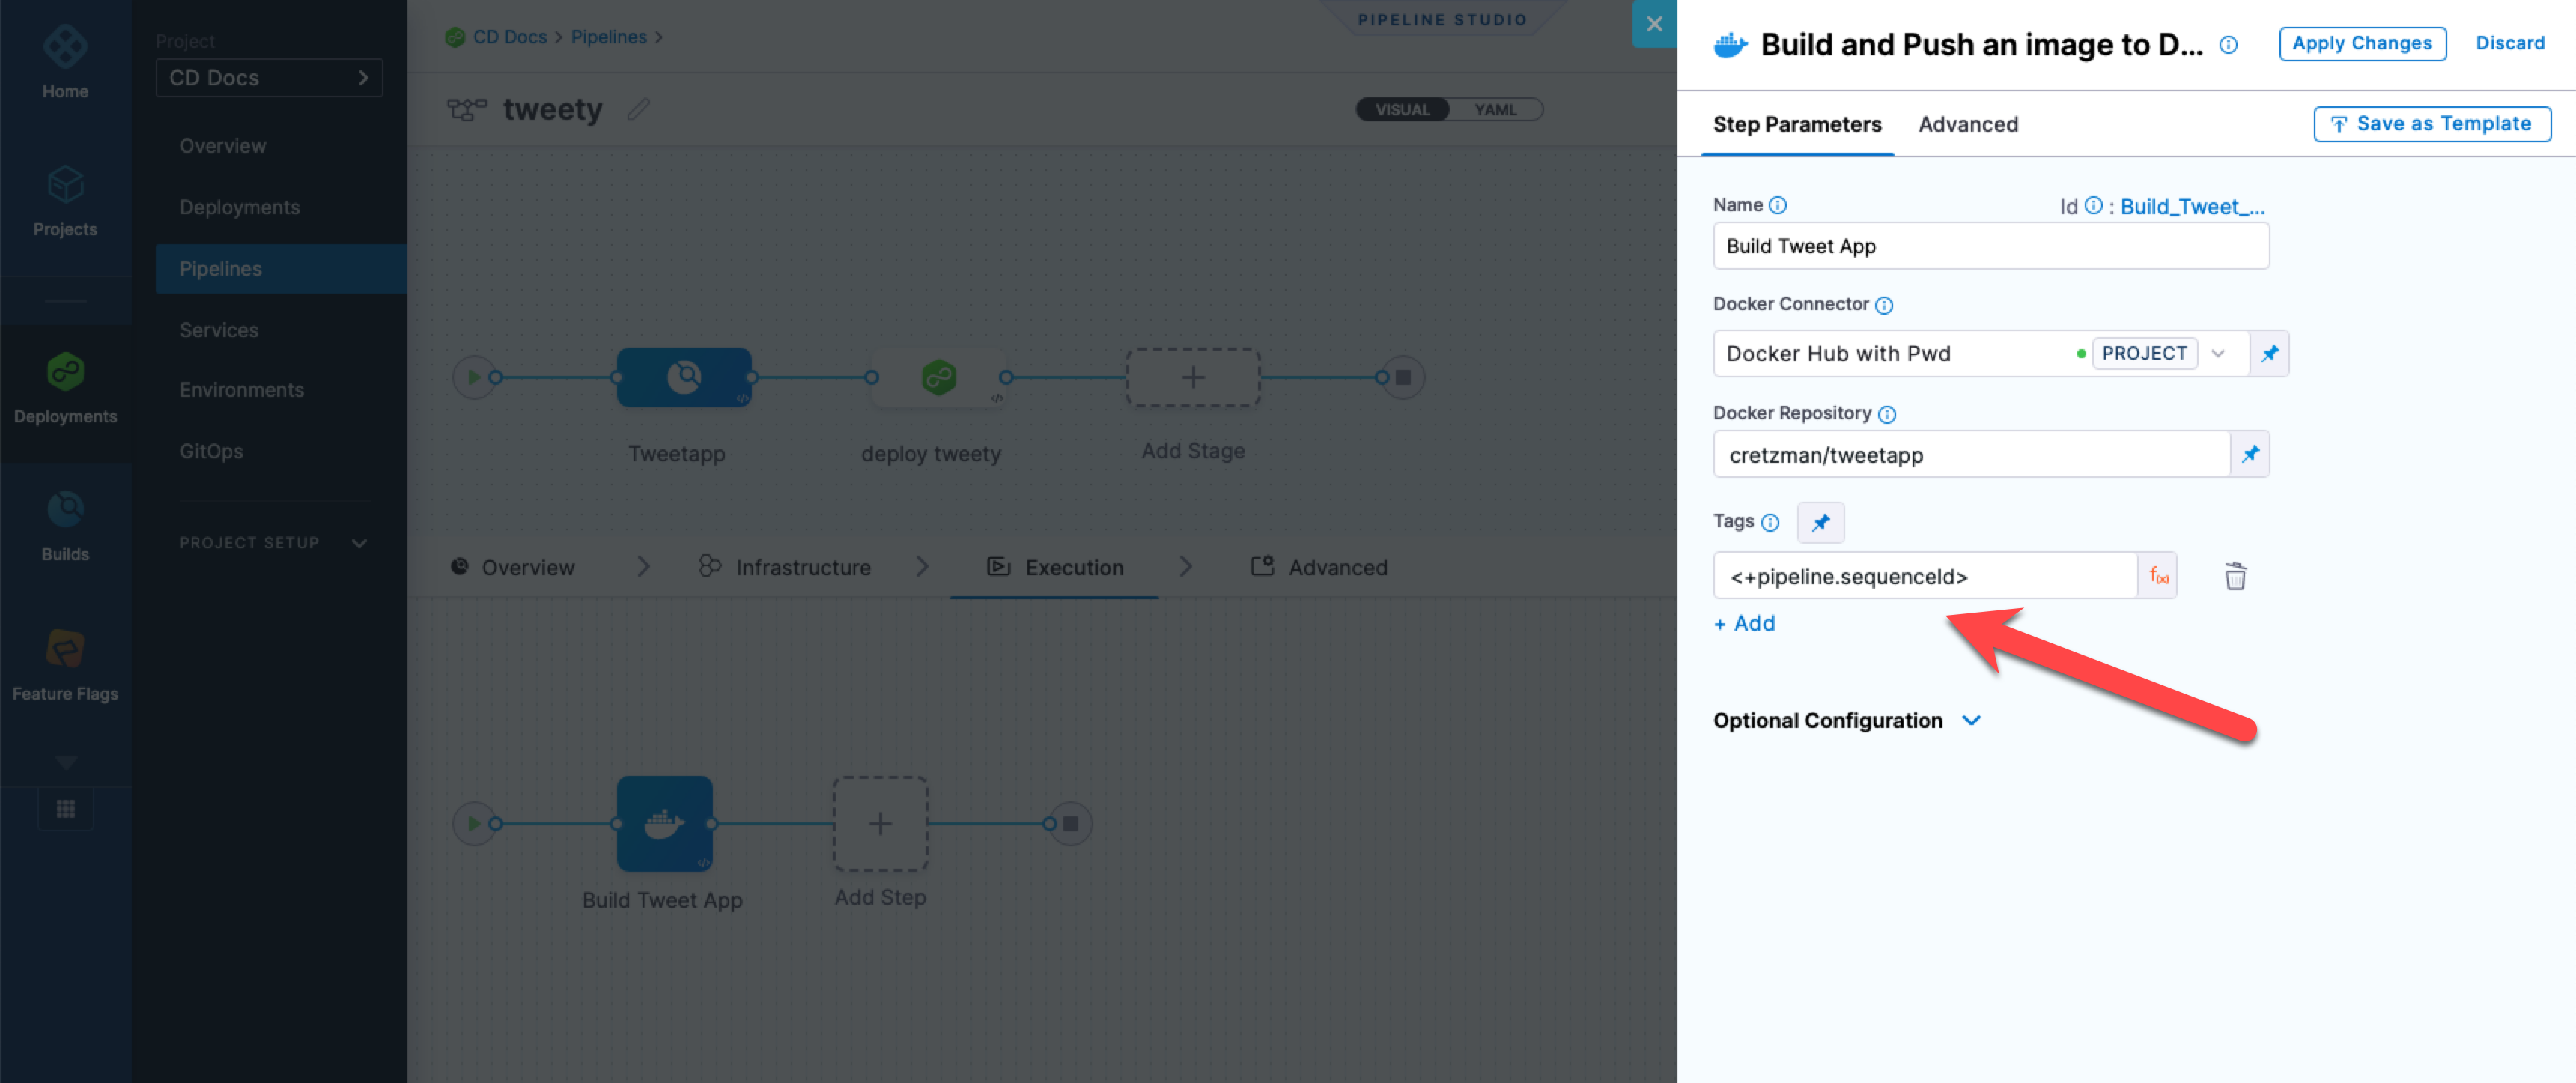 Home
Projects
Deployments
Builds
Feature Flags
Project
CD Docs
Overview
Deployments
Pipelines
Services
Environments
GitOps
PROJECT SETUP
CD Docs > Pipelines >
PIPELINE STUDIO
tweety
VISUAL YAML
Tweetapp
deploy tweety
Add Stage
Overview
Infrastructure
Execution
Advanced
Build Tweet App
Add Step
Build and Push an image to D...
Apply Changes
Discard
Step Parameters
Advanced
Save as Template
Name
Id : Build_Tweet_...
Build Tweet App
Docker Connector
Docker Hub with Pwd
PROJECT
Docker Repository
cretzman/tweetapp
Tags
<+pipeline.sequenceId>
f(x)
+ Add
Optional Configuration